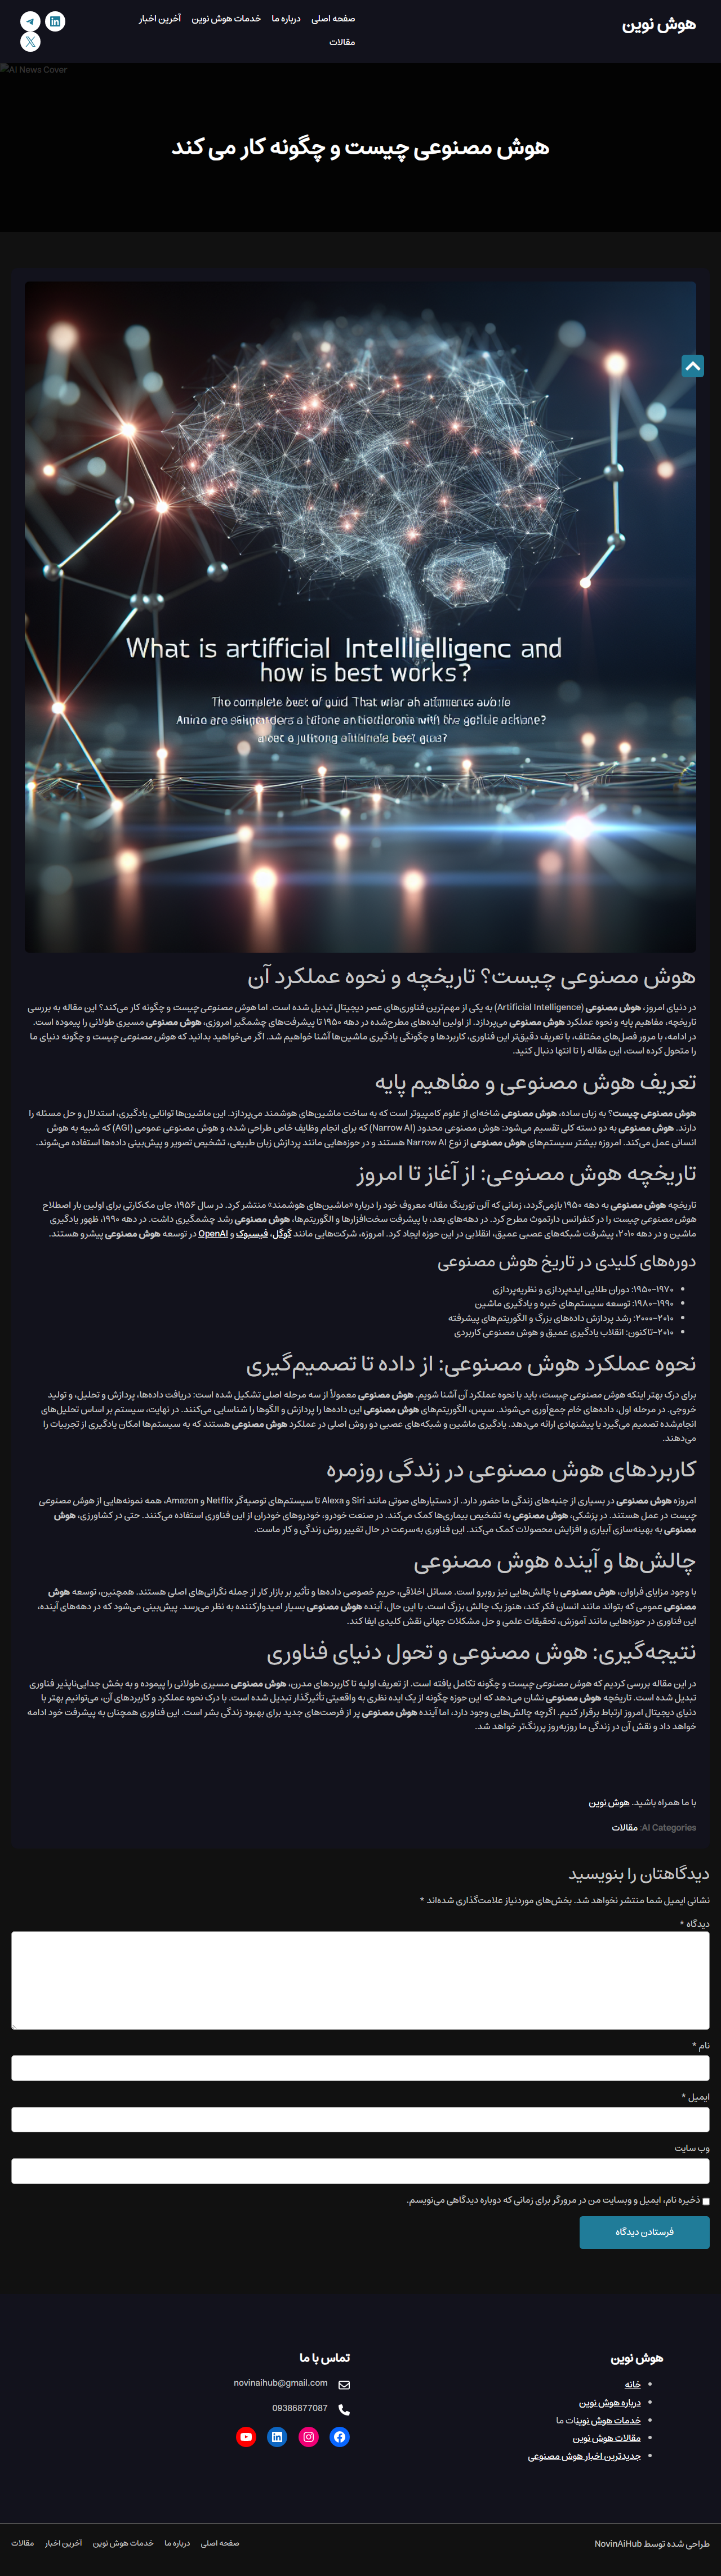 هوش نوین
صفحه اصلی درباره ما خدمات هوش نوین آخرین اخبار
مقالات
AI News Cover
هوش مصنوعی چیست و چگونه کار می کند
What is artificial Intelllielligenc and
how is best works?
هوش مصنوعی چیست؟ تاریخچه و نحوه عملکرد آن
در دنیای امروز، هوش مصنوعی (Artificial Intelligence) به یکی از مهم‌ترین فناوری‌های عصر دیجیتال تبدیل شده است. اما هوش مصنوعی چیست و چگونه کار می‌کند؟ این مقاله به بررسی
تاریخچه، مفاهیم پایه و نحوه عملکرد هوش مصنوعی می‌پردازد. از اولین ایده‌های مطرح‌شده در دهه ۱۹۵۰ تا پیشرفت‌های چشمگیر امروزی، هوش مصنوعی مسیری طولانی را پیموده است.
در ادامه، با مرور فصل‌های مختلف، با تعریف دقیق‌تر این فناوری، کاربردها و چگونگی یادگیری ماشین‌ها آشنا خواهیم شد. اگر می‌خواهید بدانید که هوش مصنوعی چیست و چگونه دنیای ما
را متحول کرده است، این مقاله را تا انتها دنبال کنید.
تعریف هوش مصنوعی و مفاهیم پایه
هوش مصنوعی چیست؟ به زبان ساده، هوش مصنوعی شاخه‌ای از علوم کامپیوتر است که به ساخت ماشین‌های هوشمند می‌پردازد. این ماشین‌ها توانایی یادگیری، استدلال و حل مسئله را
دارند. هوش مصنوعی به دو دسته کلی تقسیم می‌شود: هوش مصنوعی محدود (Narrow AI) که برای انجام وظایف خاص طراحی شده، و هوش مصنوعی عمومی (AGI) که شبیه به هوش
انسانی عمل می‌کند. امروزه بیشتر سیستم‌های هوش مصنوعی از نوع Narrow AI هستند و در حوزه‌هایی مانند پردازش زبان طبیعی، تشخیص تصویر و پیش‌بینی داده‌ها استفاده می‌شوند.
تاریخچه هوش مصنوعی: از آغاز تا امروز
تاریخچه هوش مصنوعی به دهه ۱۹۵۰ بازمی‌گردد، زمانی که آلن تورینگ مقاله معروف خود را درباره «ماشین‌های هوشمند» منتشر کرد. در سال ۱۹۵۶، جان مک‌کارتی برای اولین بار اصطلاح
هوش مصنوعی چیست را در کنفرانس دارتموث مطرح کرد. در دهه‌های بعد، با پیشرفت سخت‌افزارها و الگوریتم‌ها، هوش مصنوعی رشد چشمگیری داشت. در دهه ۱۹۹۰، ظهور یادگیری
ماشین و در دهه ۲۰۱۰، پیشرفت شبکه‌های عصبی عمیق، انقلابی در این حوزه ایجاد کرد. امروزه، شرکت‌هایی مانند گوگل، فیسبوک و OpenAI در توسعه هوش مصنوعی پیشرو هستند.
دوره‌های کلیدی در تاریخ هوش مصنوعی
۱۹۵۰–۱۹۷۰: دوران طلایی ایده‌پردازی و نظریه‌پردازی
۱۹۸۰–۱۹۹۰: توسعه سیستم‌های خبره و یادگیری ماشین
۲۰۰۰–۲۰۱۰: رشد پردازش داده‌های بزرگ و الگوریتم‌های پیشرفته
۲۰۱۰–تاکنون: انقلاب یادگیری عمیق و هوش مصنوعی کاربردی
نحوه عملکرد هوش مصنوعی: از داده تا تصمیم‌گیری
برای درک بهتر اینکه هوش مصنوعی چیست، باید با نحوه عملکرد آن آشنا شویم. هوش مصنوعی معمولاً از سه مرحله اصلی تشکیل شده است: دریافت داده‌ها، پردازش و تحلیل، و تولید
خروجی. در مرحله اول، داده‌های خام جمع‌آوری می‌شوند. سپس، الگوریتم‌های هوش مصنوعی این داده‌ها را پردازش و الگوها را شناسایی می‌کنند. در نهایت، سیستم بر اساس تحلیل‌های
انجام‌شده تصمیم می‌گیرد یا پیشنهادی ارائه می‌دهد. یادگیری ماشین و شبکه‌های عصبی دو روش اصلی در عملکرد هوش مصنوعی هستند که به سیستم‌ها امکان یادگیری از تجربیات را
می‌دهند.
کاربردهای هوش مصنوعی در زندگی روزمره
امروزه هوش مصنوعی در بسیاری از جنبه‌های زندگی ما حضور دارد. از دستیارهای صوتی مانند Siri و Alexa تا سیستم‌های توصیه‌گر Netflix و Amazon، همه نمونه‌هایی از هوش مصنوعی
چیست در عمل هستند. در پزشکی، هوش مصنوعی به تشخیص بیماری‌ها کمک می‌کند. در صنعت خودرو، خودروهای خودران از این فناوری استفاده می‌کنند. حتی در کشاورزی، هوش
مصنوعی به بهینه‌سازی آبیاری و افزایش محصولات کمک می‌کند. این فناوری به‌سرعت در حال تغییر روش زندگی و کار ماست.
چالش‌ها و آینده هوش مصنوعی
با وجود مزایای فراوان، هوش مصنوعی با چالش‌هایی نیز روبرو است. مسائل اخلاقی، حریم خصوصی داده‌ها و تأثیر بر بازار کار از جمله نگرانی‌های اصلی هستند. همچنین، توسعه هوش
مصنوعی عمومی که بتواند مانند انسان فکر کند، هنوز یک چالش بزرگ است. با این حال، آینده هوش مصنوعی بسیار امیدوارکننده به نظر می‌رسد. پیش‌بینی می‌شود که در دهه‌های آینده،
این فناوری در حوزه‌هایی مانند آموزش، تحقیقات علمی و حل مشکلات جهانی نقش کلیدی ایفا کند.
نتیجه‌گیری: هوش مصنوعی و تحول دنیای فناوری
در این مقاله بررسی کردیم که هوش مصنوعی چیست و چگونه تکامل یافته است. از تعریف اولیه تا کاربردهای مدرن، هوش مصنوعی مسیری طولانی را پیموده و به بخش جدایی‌ناپذیر فناوری
تبدیل شده است. تاریخچه هوش مصنوعی نشان می‌دهد که این حوزه چگونه از یک ایده نظری به واقعیتی تأثیرگذار تبدیل شده است. با درک نحوه عملکرد و کاربردهای آن، می‌توانیم بهتر با
دنیای دیجیتال امروز ارتباط برقرار کنیم. اگرچه چالش‌هایی وجود دارد، اما آینده هوش مصنوعی پر از فرصت‌های جدید برای بهبود زندگی بشر است. این فناوری همچنان به پیشرفت خود ادامه
خواهد داد و نقش آن در زندگی ما روزبه‌روز پررنگ‌تر خواهد شد.
با ما همراه باشید. هوش نوین
AI Categories: مقالات
دیدگاهتان را بنویسید
نشانی ایمیل شما منتشر نخواهد شد. بخش‌های موردنیاز علامت‌گذاری شده‌اند *
دیدگاه *
نام *
ایمیل *
وب‌ سایت
ذخیره نام، ایمیل و وبسایت من در مرورگر برای زمانی که دوباره دیدگاهی می‌نویسم.
فرستادن دیدگاه
هوش نوین
خانه
درباره هوش نوین
خدمات هوش نوینات ما
مقالات هوش نوین
جدیدترین اخبار هوش مصنوعی
تماس با ما
novinaihub@gmail.com
09386877087
طراحی شده توسط NovinAiHub
صفحه اصلی درباره ما خدمات هوش نوین آخرین اخبار مقالات